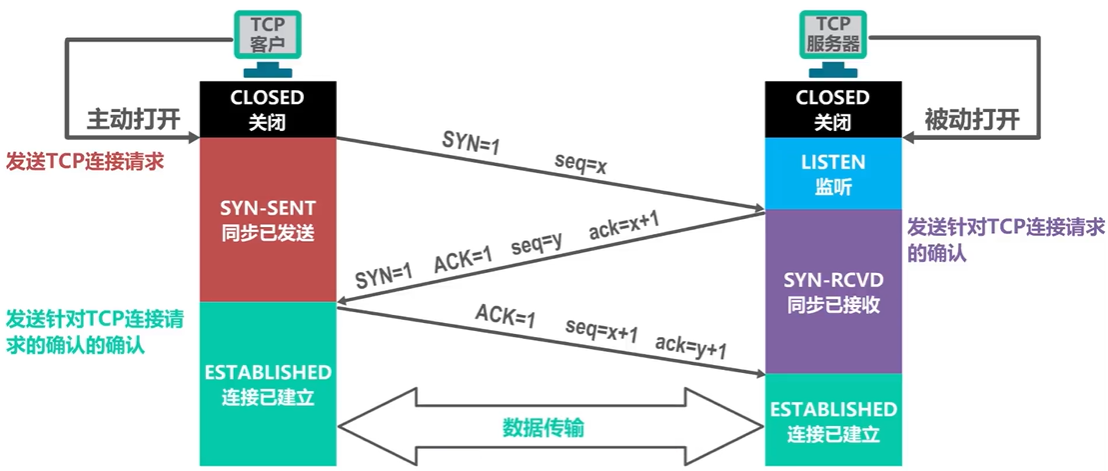 TCP
客户
TCP
服务器
CLOSED
关闭
CLOSED
关闭
主动打开
被动打开
发送TCP连接请求
SYN=1 seq=x
LISTEN
监听
SYN-SENT
同步已发送
SYN=1 ACK=1 seq=y ack=x+1
发送针对TCP连接请求
的确认
SYN-RCVD
同步已接收
发送针对TCP连接请
求的确认的确认
ACK=1 seq=x+1 ack=y+1
ESTABLISHED
连接已建立
数据传输
ESTABLISHED
连接已建立